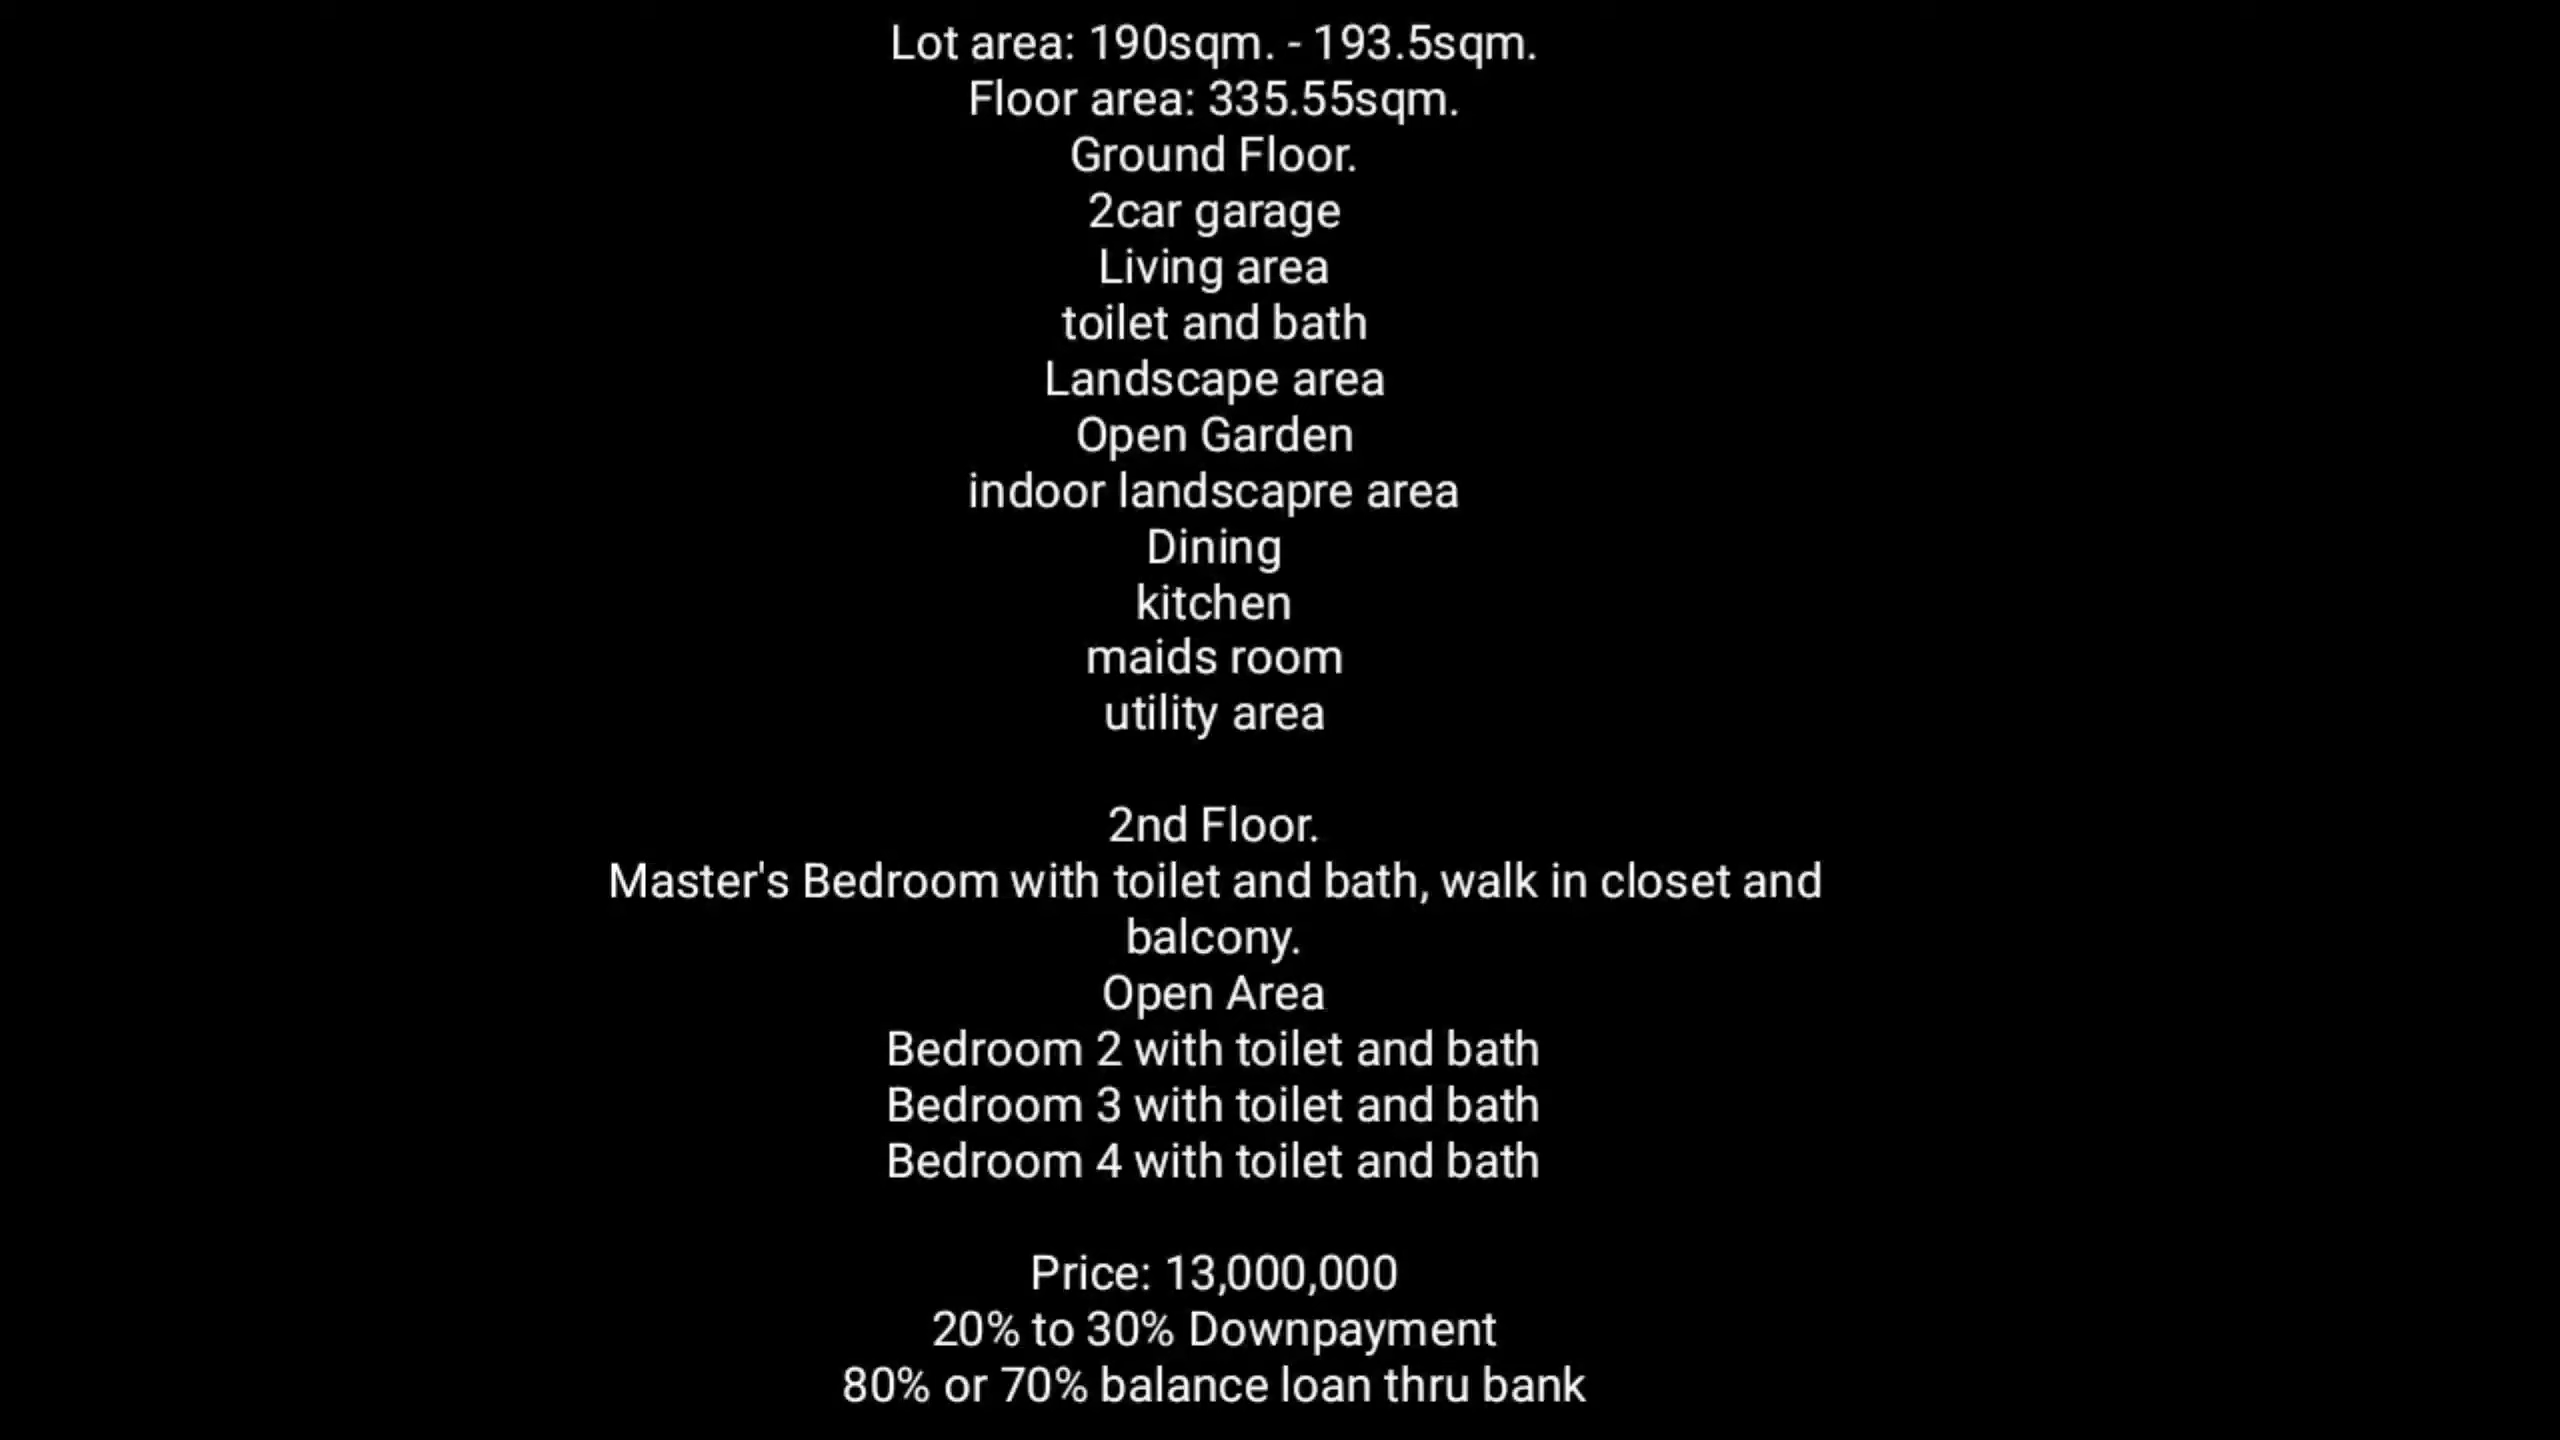 Lot area: 190sqm. - 193.5sqm.
Floor area: 335.55sqm.
Ground Floor.
2car garage
Living area
toilet and bath
Landscape area
Open Garden
indoor landscapre area
Dining
kitchen
maids room
utility area
2nd Floor.
Master's Bedroom with toilet and bath, walk in closet and
balcony.
Open Area
Bedroom 2 with toilet and bath
Bedroom 3 with toilet and bath
Bedroom 4 with toilet and bath
Price: 13,000,000
20% to 30% Downpayment
80% or 70% balance loan thru bank